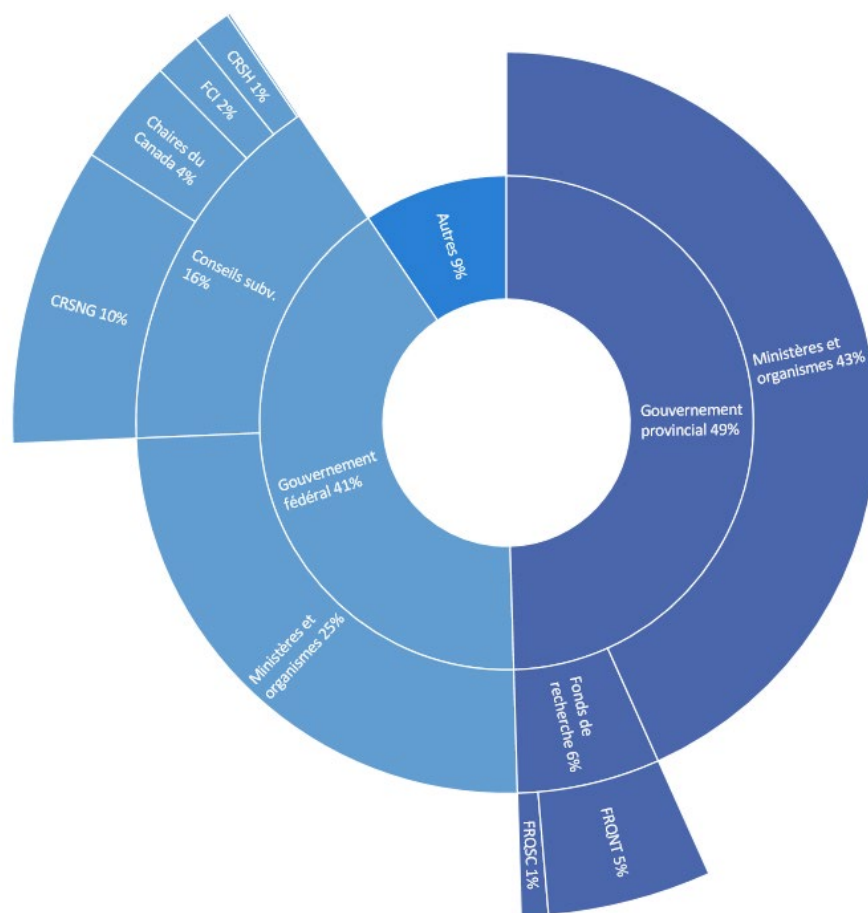 CRSH 1%
FCI 2%
Chaires du
Canada 4%
CRSNG 10%
Conseils subv.
16%
Autres 9%
Ministères et
organismes 43%
Gouvernement
provincial 49%
Gouvernement
fédéral 41%
Ministères et
organismes 25%
Fonds de
recherche 6%
FRQSC 1%
FRQNT 5%